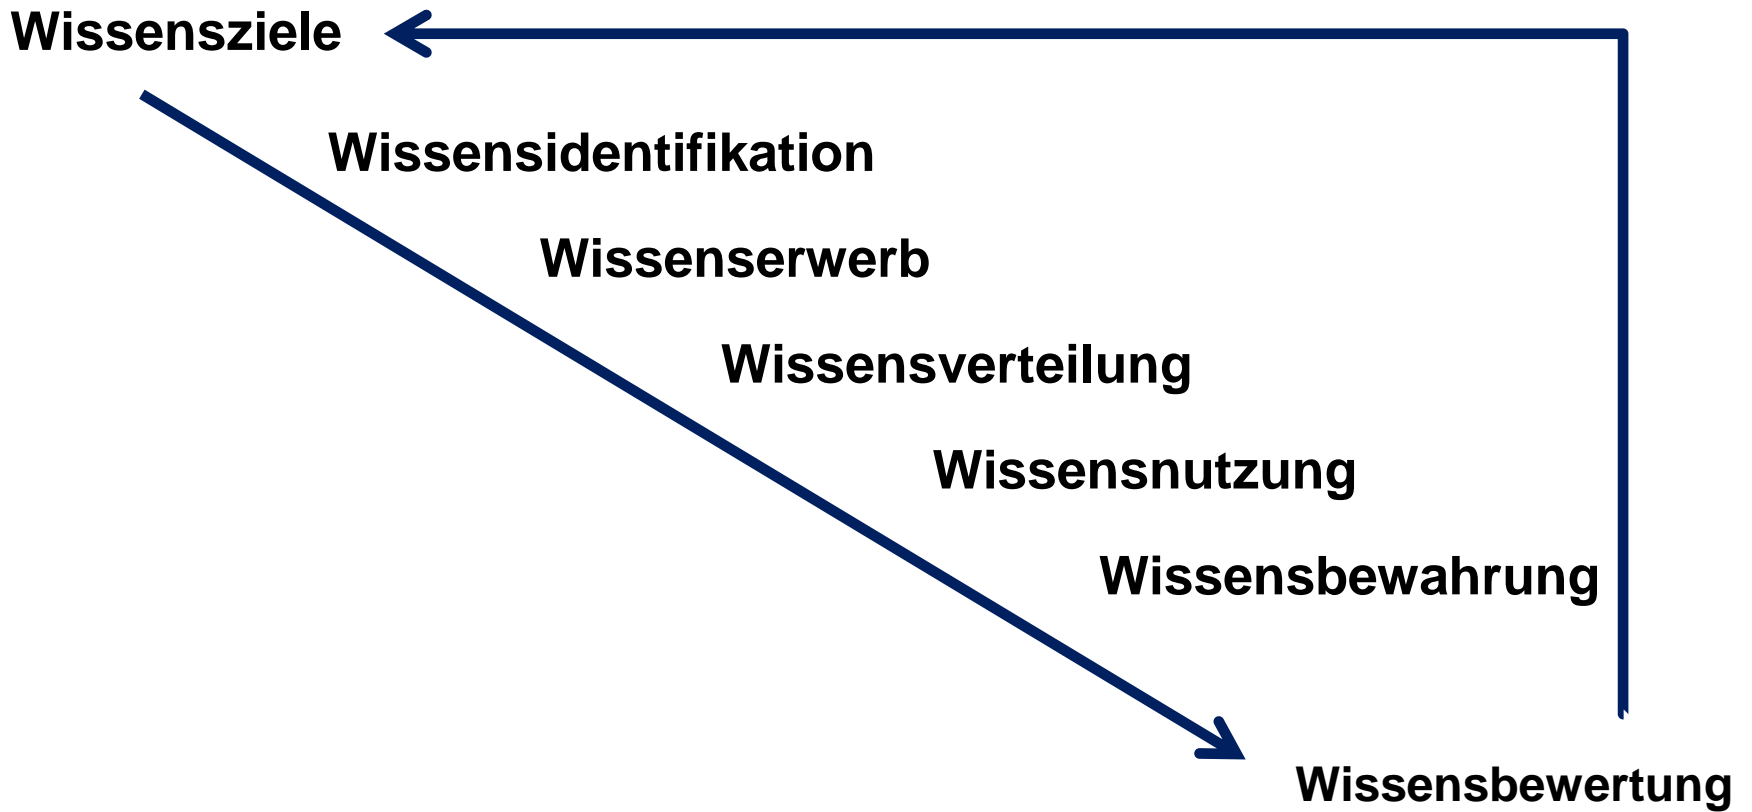 Wissensziele
Wissensidentifikation
Wissenserwerb
Wissensverteilung
Wissensnutzung
Wissensbewahrung
Wissensbewertung